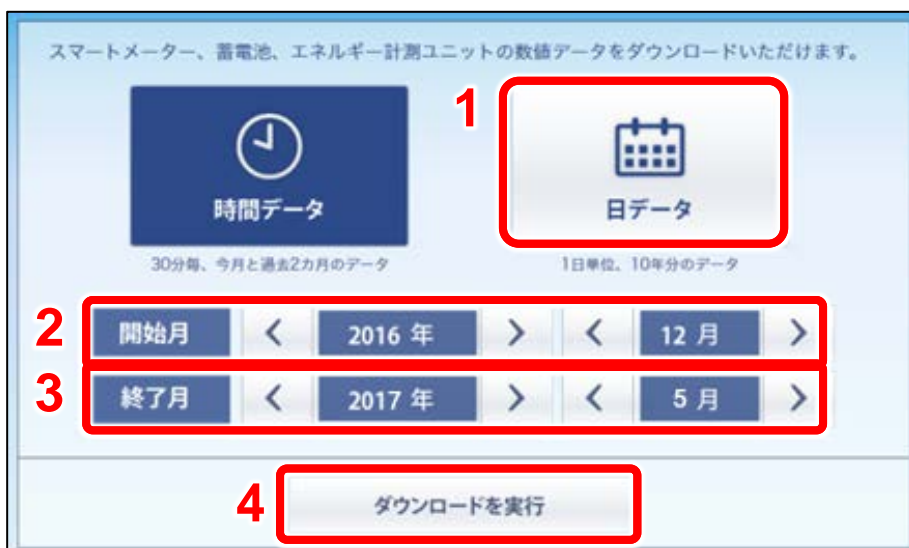 スマートメーター、蓄電池、エネルギー計測ユニットの数値データをダウンロードいただけます。
1
時間データ
日データ
30分毎、今月と過去2カ月のデータ
1日単位、10年分のデータ
2 開始月 < 2016 年 > < 12 月 >
3 終了月 < 2017 年 > < 5 月 >
4 ダウンロードを実行